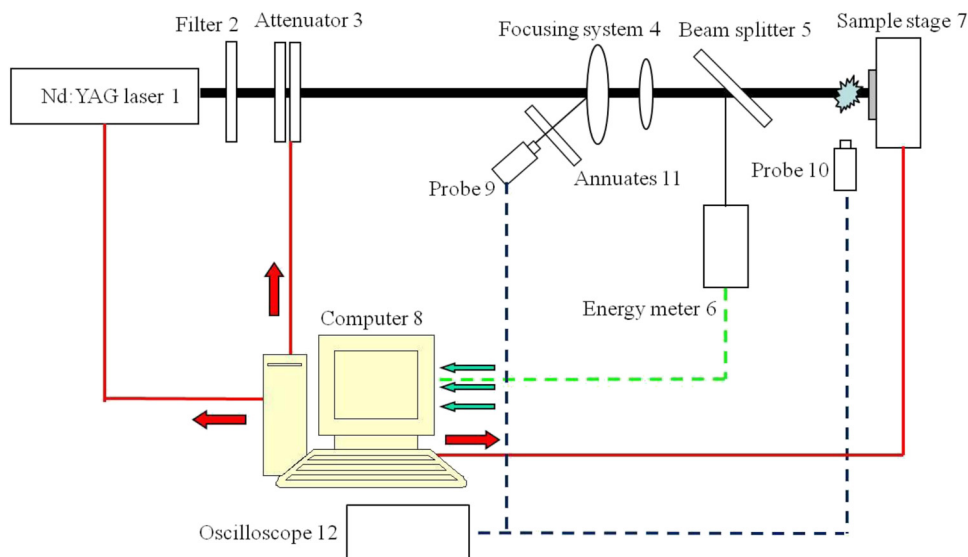 Filter 2
Attenuator 3
Focusing system 4
Beam splitter 5
Sample stage 7
Nd:YAG laser 1
Probe 9
Annuates 11
Probe 10
Energy meter 6
Computer 8
Oscilloscope 12